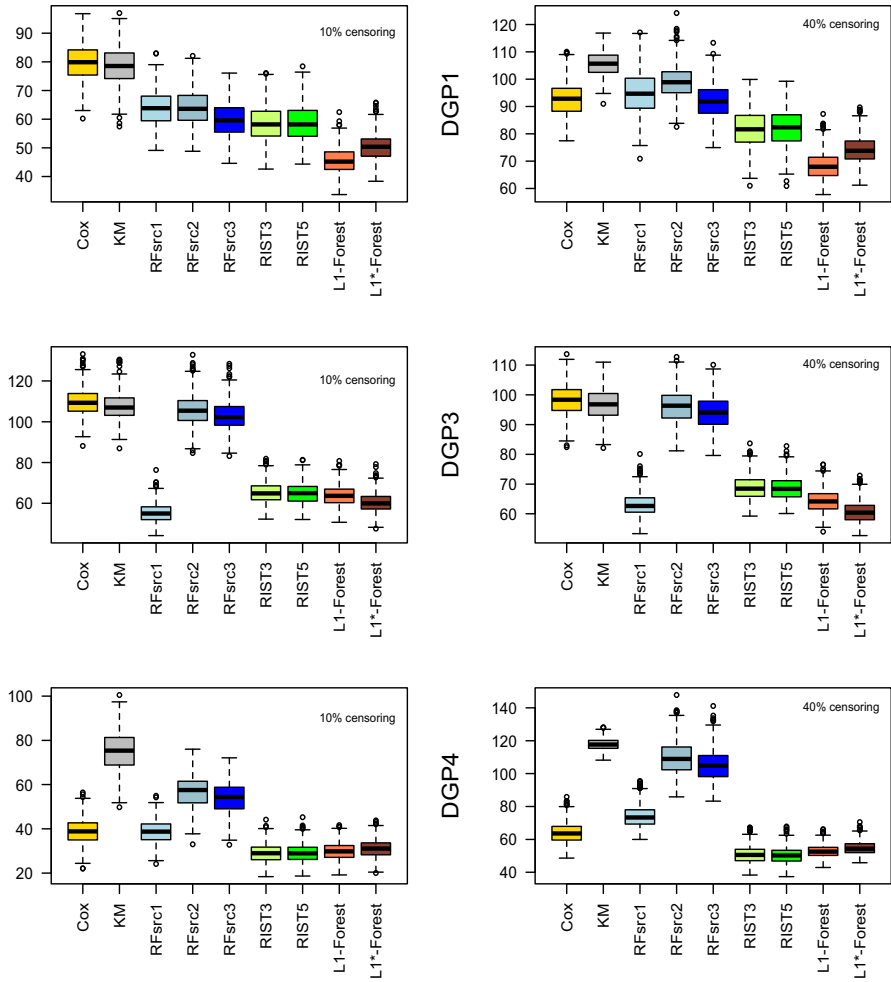 10% censoring
90
80
70
60
50
40
Cox
KM
RFsrc1
RFsrc2
RFsrc3
RIST3
RIST5
L1-Forest
L1*-Forest
DGP1
40% censoring
120
110
100
90
80
70
60
Cox
KM
RFsrc1
RFsrc2
RFsrc3
RIST3
RIST5
L1-Forest
L1*-Forest
10% censoring
120
100
80
60
Cox
KM
RFsrc1
RFsrc2
RFsrc3
RIST3
RIST5
L1-Forest
L1*-Forest
DGP3
40% censoring
110
100
90
80
70
60
Cox
KM
RFsrc1
RFsrc2
RFsrc3
RIST3
RIST5
L1-Forest
L1*-Forest
10% censoring
100
80
60
40
20
Cox
KM
RFsrc1
RFsrc2
RFsrc3
RIST3
RIST5
L1-Forest
L1*-Forest
DGP4
40% censoring
140
120
100
80
60
40
Cox
KM
RFsrc1
RFsrc2
RFsrc3
RIST3
RIST5
L1-Forest
L1*-Forest